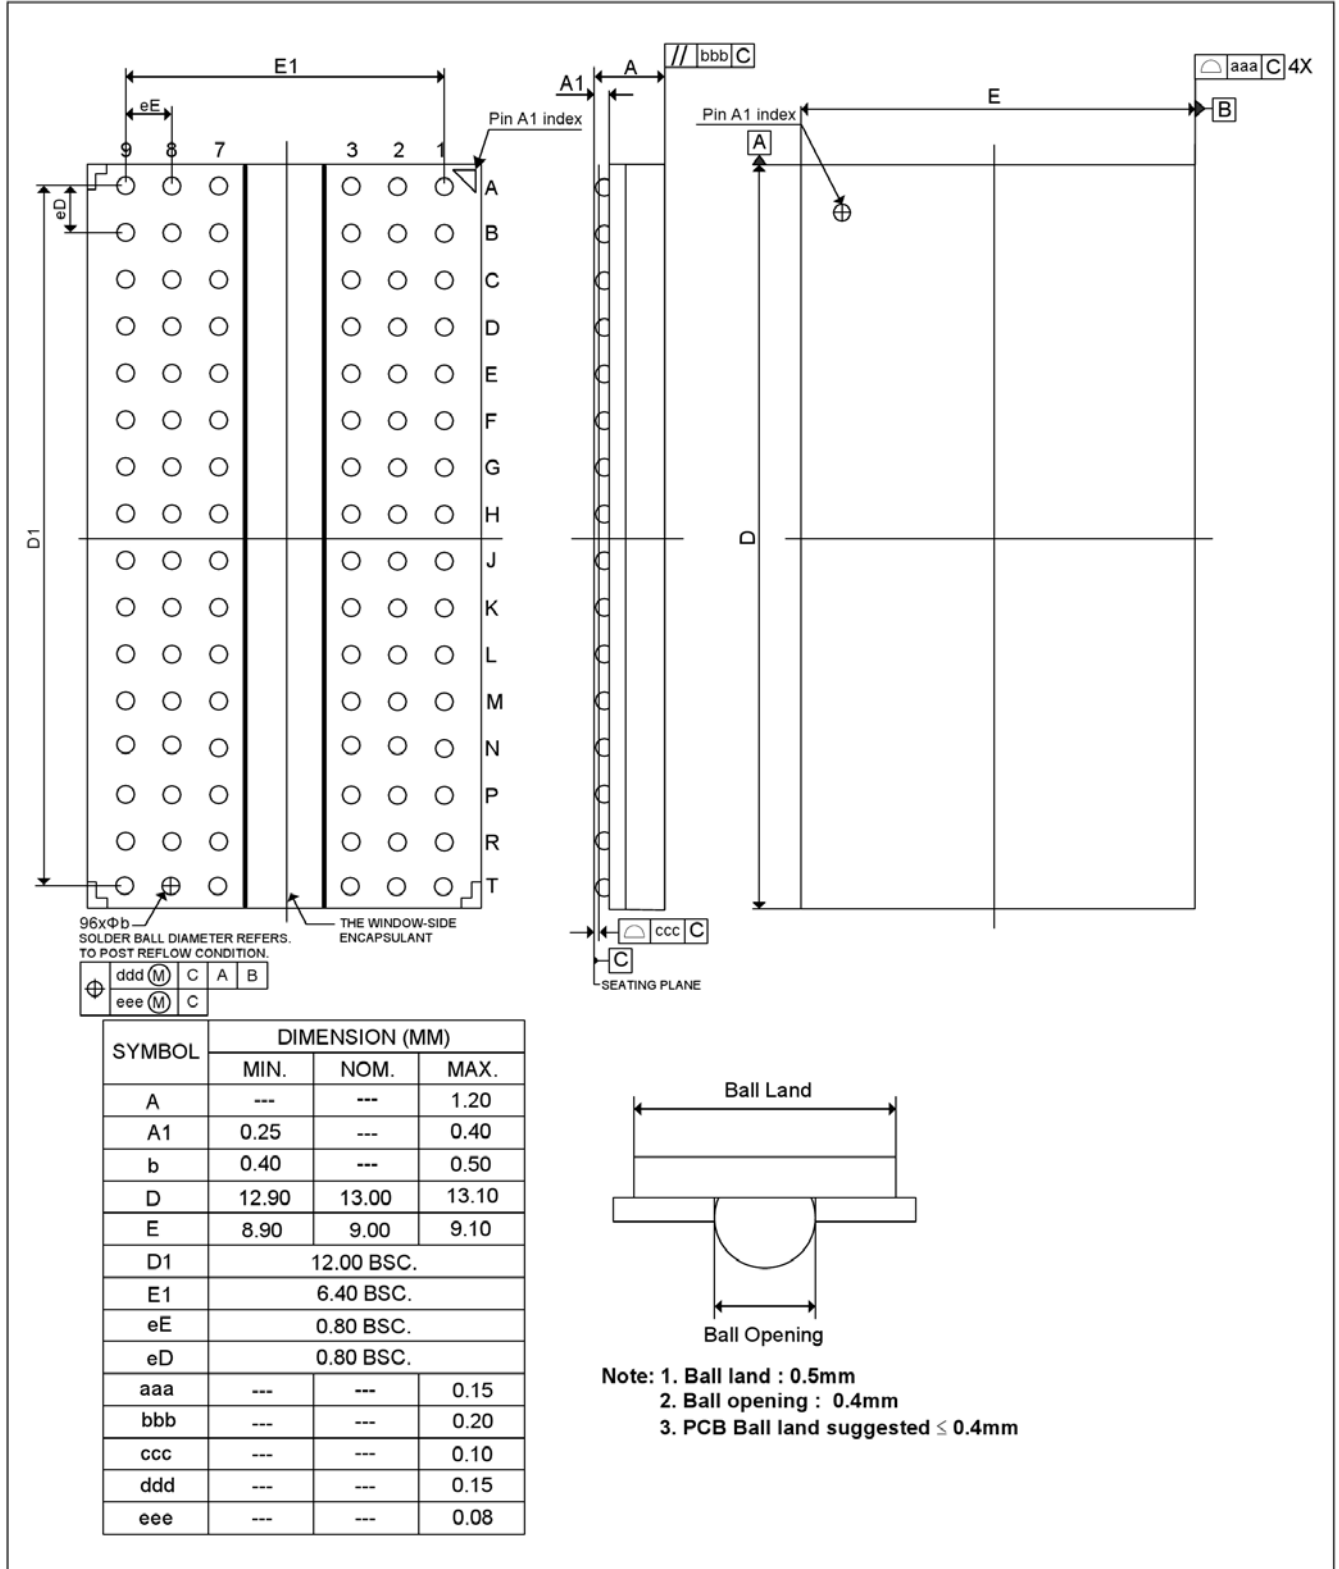 E1
eE
9 8 7 3 2 1
Pin A1 index
A
B
C
D
E
F
G
H
J
K
L
M
N
P
R
T
eD
D1
96xΦb
SOLDER BALL DIAMETER REFERS.
TO POST REFLOW CONDITION.
THE WINDOW-SIDE
ENCAPSULANT
ddd Ⓜ C A B
eee Ⓜ C
// bbb C
A
A1
ccc C
C
SEATING PLANE
aaa C 4X
E
B
Pin A1 index
A
D
SYMBOL DIMENSION (MM)
MIN. NOM. MAX.
A --- --- 1.20
A1 0.25 --- 0.40
b 0.40 --- 0.50
D 12.90 13.00 13.10
E 8.90 9.00 9.10
D1 12.00 BSC.
E1 6.40 BSC.
eE 0.80 BSC.
eD 0.80 BSC.
aaa --- --- 0.15
bbb --- --- 0.20
ccc --- --- 0.10
ddd --- --- 0.15
eee --- --- 0.08
Ball Land
Ball Opening
Note: 1. Ball land : 0.5mm
2. Ball opening : 0.4mm
3. PCB Ball land suggested ≤ 0.4mm